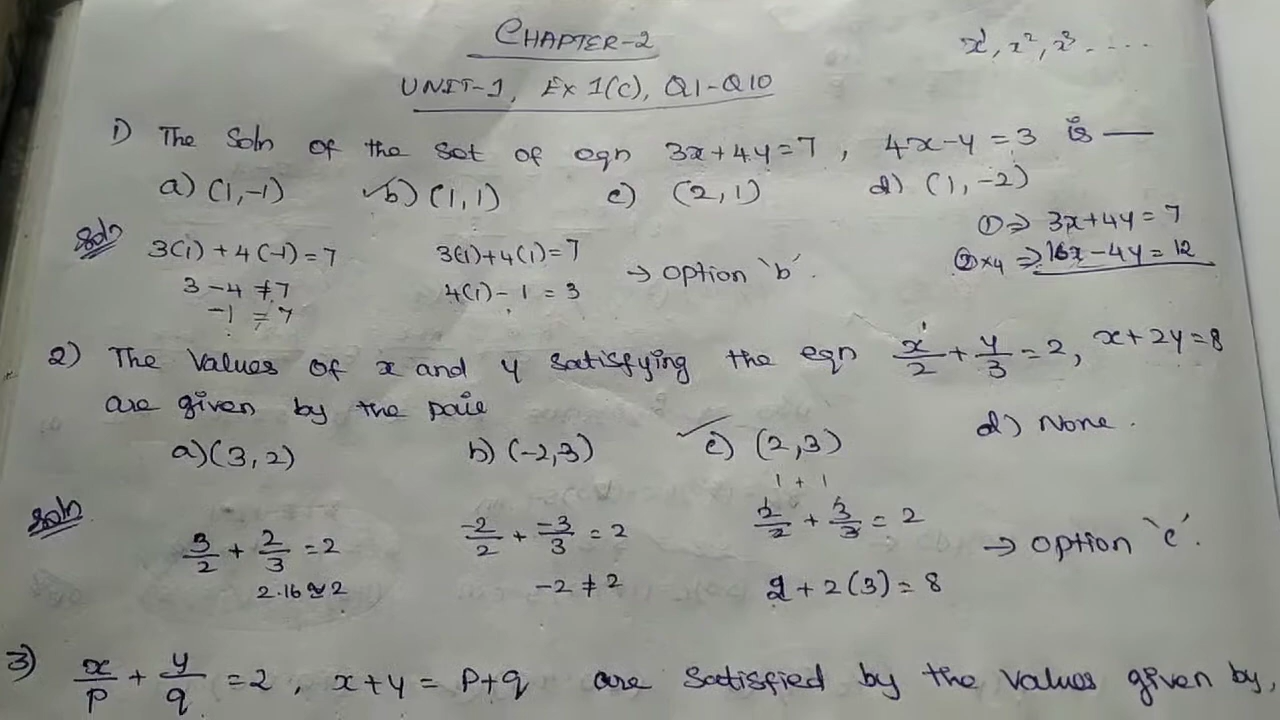 CHAPTER-2
x¹, x², x³ ....
UNIT-1, Ex 1(C), Q1-Q10
1) The Soln of the set of eqn 3x+4y=7, 4x-y=3 is —
a) (1,-1) ✓b) (1,1) c) (2,1) d) (1,-2)
Soln
3(1)+4(-1)=7 3(1)+4(1)=7 → option 'b'. ① ⇒ 3x+4y=7
3-4≠7 4(1)-1=3 ②×4 ⇒ 16x-4y=12
-1=7
2) The Values of x and y satisfying the eqn x/2 + y/3 = 2, x+2y=8
are given by the pair
a) (3,2) b) (-2,3) ✓c) (2,3) d) None.
1 + 1
Soln
3/2 + 2/3 = 2 -2/2 + -3/3 = 2 2/2 + 3/3 = 2 → option 'c'.
2.16≈2 -2≠2 2+2(3)=8
3) x/p + y/q = 2, x+y=p+q are satisfied by the values given by,